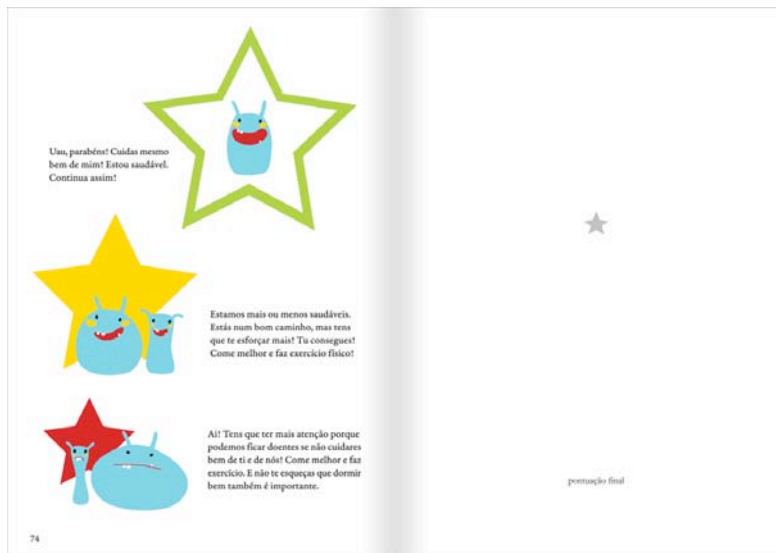 Uau, parabéns! Cuidas mesmo
bem de mim! Estou saudável.
Continua assim!
Estamos mais ou menos saudáveis.
Estás num bom caminho, mas tens
que te esforçar mais! Tu consegues!
Come melhor e faz exercício físico!
Ai! Tens que ter mais atenção porque
podemos ficar doentes se não cuidares
bem de ti e de nós! Come melhor e faz
exercício. E não te esqueças que dormir
bem também é importante.
74
pontuação final